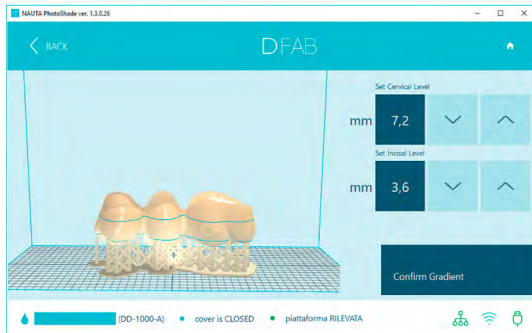 NAUTA PhotoShade ver. 1.3.0.26
BACK
DFAB
Set Cervical Level
mm 7,2
Set Incisal Level
mm 3,6
Confirm Gradient
(DD-1000-A) cover is CLOSED piattaforma RILEVATA